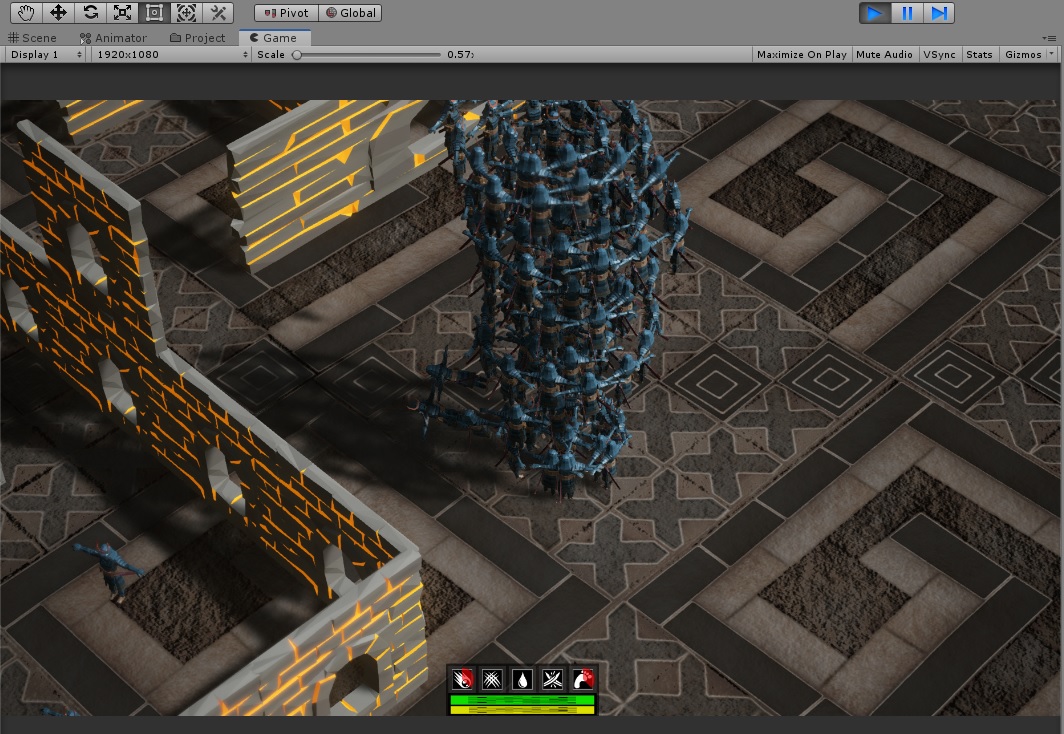 Pivot Global
Scene Animator Project Game
Display 1 1920x1080 Scale 0.57: Maximize On Play Mute Audio VSync Stats Gizmos